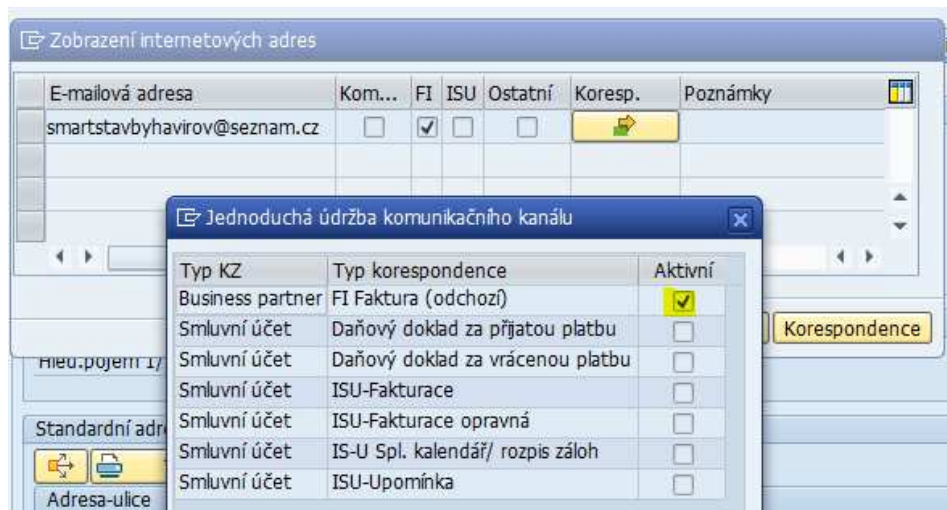 Zobrazení internetových adres
E-mailová adresa Kom... FI ISU Ostatní Koresp. Poznámky
smartstavbyhavirov@seznam.cz
Jednoduchá údržba komunikačního kanálu
Typ KZ Typ korespondence Aktivní
Business partner FI Faktura (odchozí)
Smluvní účet Daňový doklad za přijatou platbu
Smluvní účet Daňový doklad za vrácenou platbu
Smluvní účet ISU-Fakturace
Smluvní účet ISU-Fakturace opravná
Smluvní účet IS-U Spl. kalendář/ rozpis záloh
Smluvní účet ISU-Upomínka
Korespondence
Hled.pojem 1/
Standardní adr
Adresa-ulice